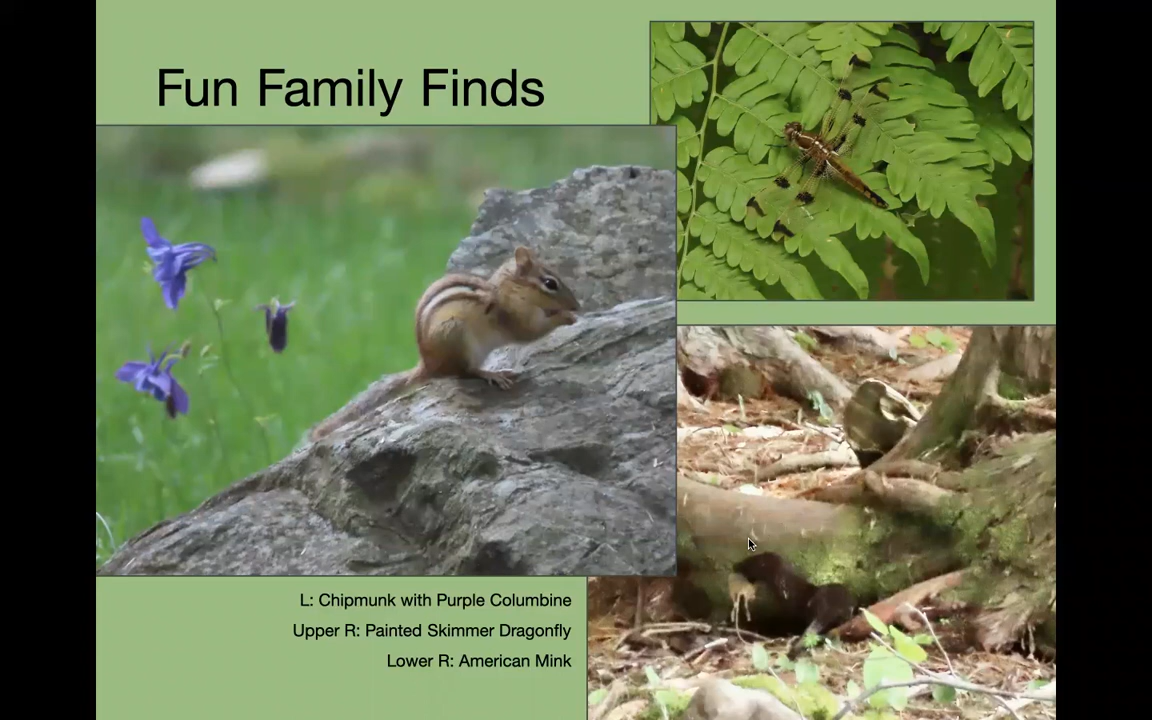 Fun Family Finds
L: Chipmunk with Purple Columbine
Upper R: Painted Skimmer Dragonfly
Lower R: American Mink